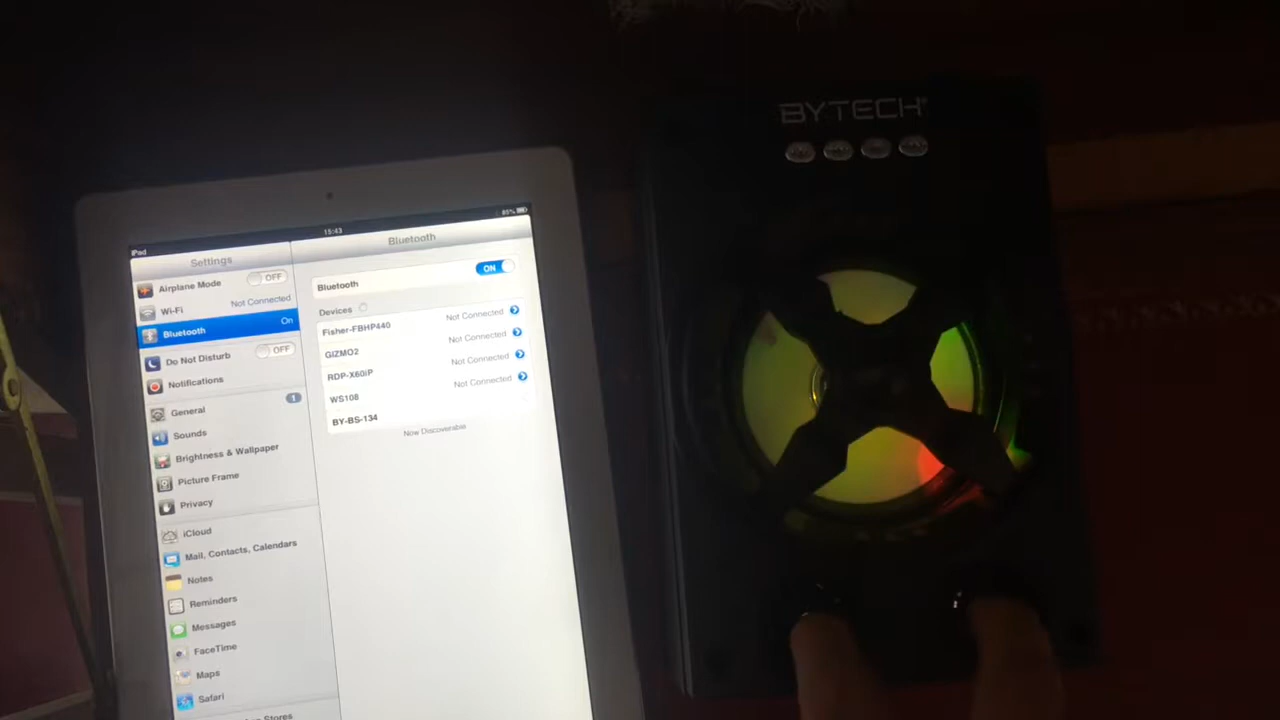 iPod
15:43
85%
Settings
Airplane Mode OFF
Wi-Fi Not Connected
Bluetooth On
Do Not Disturb OFF
Notifications
General 1
Sounds
Brightness & Wallpaper
Picture Frame
Privacy
iCloud
Mail, Contacts, Calendars
Notes
Reminders
Messages
FaceTime
Maps
Safari
Bluetooth
Bluetooth ON
Devices
Fisher-FBHP440 Not Connected
GIZMO2 Not Connected
RDP-X60iP Not Connected
WS108 Not Connected
BY-BS-134
Now Discoverable
BYTECH